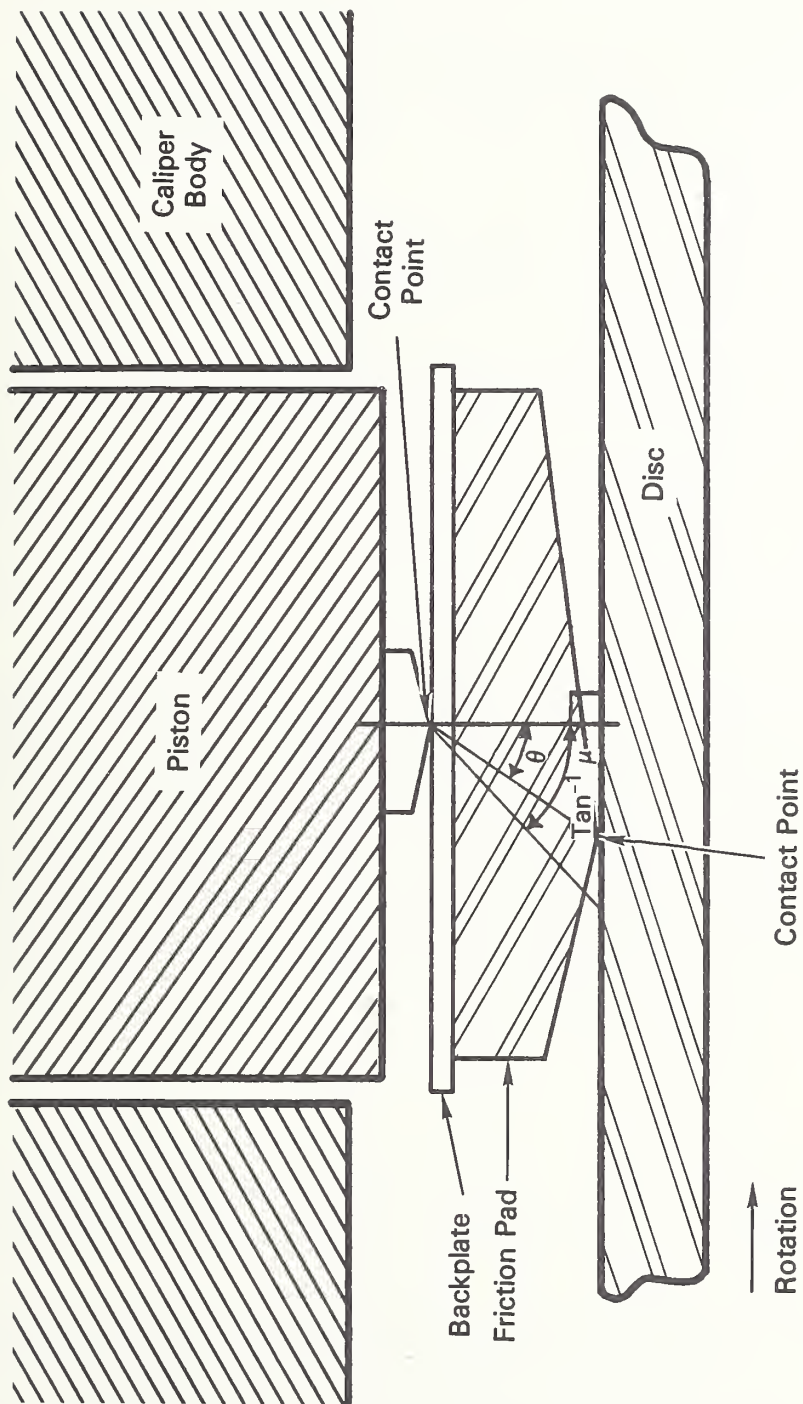 Caliper
Body
Piston
Contact
Point
θ
Tan⁻¹ μ
Disc
Backplate
Friction Pad
Contact Point
Rotation